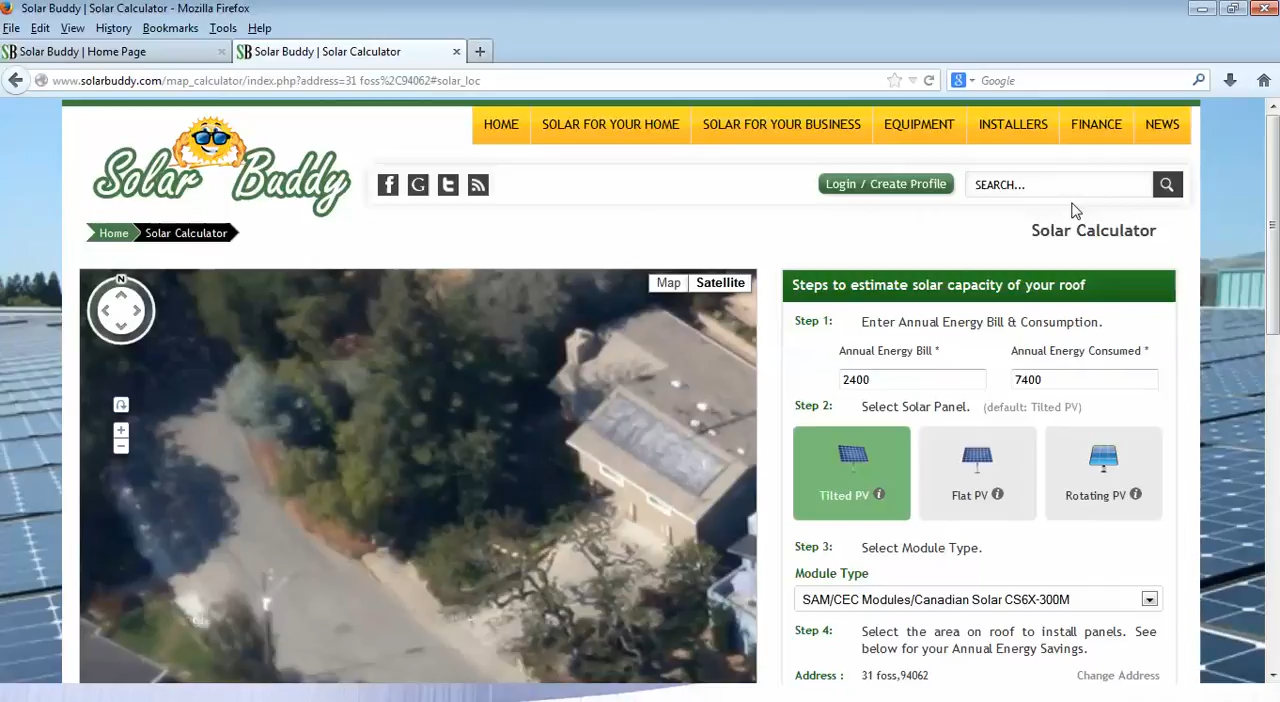 Solar Buddy | Solar Calculator - Mozilla Firefox
File Edit View History Bookmarks Tools Help
SB Solar Buddy | Home Page
SB Solar Buddy | Solar Calculator
www.solarbuddy.com/map_calculator/index.php?address=31 foss%2C94062#solar_loc
Google
HOME SOLAR FOR YOUR HOME SOLAR FOR YOUR BUSINESS EQUIPMENT INSTALLERS FINANCE NEWS
Solar Buddy
Login / Create Profile
SEARCH...
Home Solar Calculator
Solar Calculator
N
Map Satellite
Steps to estimate solar capacity of your roof
Step 1: Enter Annual Energy Bill & Consumption.
Annual Energy Bill * Annual Energy Consumed *
2400 7400
Step 2: Select Solar Panel. (default: Tilted PV)
Tilted PV Flat PV Rotating PV
Step 3: Select Module Type.
Module Type
SAM/CEC Modules/Canadian Solar CS6X-300M
Step 4: Select the area on roof to install panels. See
below for your Annual Energy Savings.
Address : 31 foss,94062 Change Address